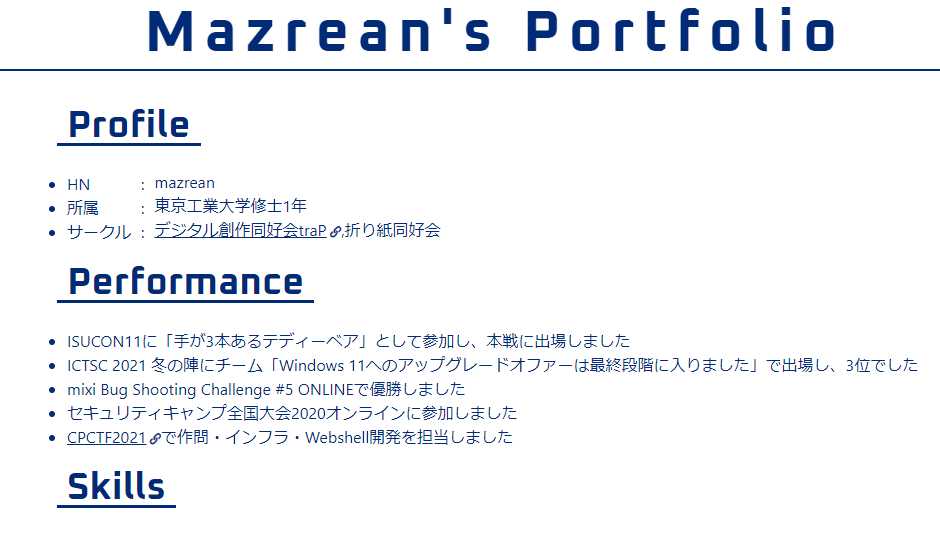 Mazrean's Portfolio
Profile
• HN : mazrean
• 所属 : 東京工業大学修士1年
• サークル : デジタル創作同好会traP,折り紙同好会
Performance
• ISUCON11に「手が3本あるテディーベア」として参加し、本戦に出場しました
• ICTSC 2021 冬の陣にチーム「Windows 11へのアップグレードオファーは最終段階に入りました」で出場し、3位でした
• mixi Bug Shooting Challenge #5 ONLINEで優勝しました
• セキュリティキャンプ全国大会2020オンラインに参加しました
• CPCTF2021で作問・インフラ・Webshell開発を担当しました
Skills